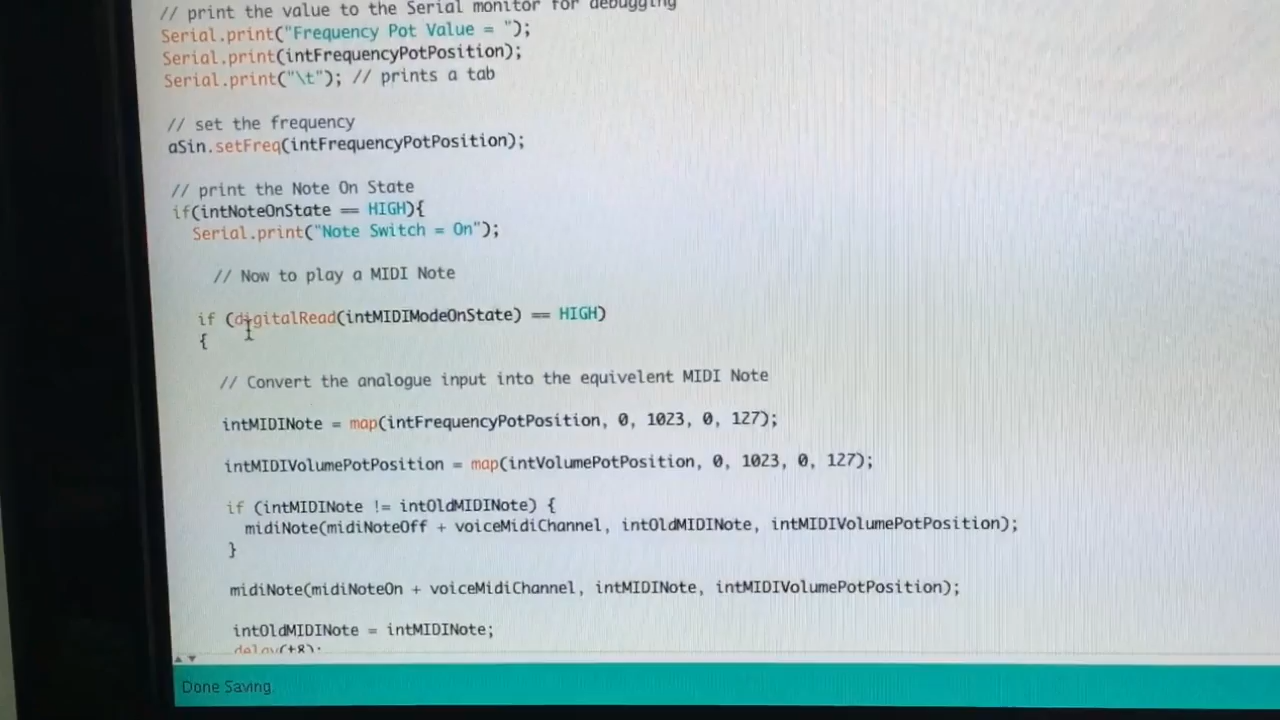 // print the value to the Serial monitor for debugging
Serial.print("Frequency Pot Value = ");
Serial.print(intFrequencyPotPosition);
Serial.print("\t"); // prints a tab
// set the frequency
aSin.setFreq(intFrequencyPotPosition);
// print the Note On State
if(intNoteOnState == HIGH){
Serial.print("Note Switch = On");
// Now to play a MIDI Note
if (digitalRead(intMIDIModeOnState) == HIGH)
{
// Convert the analogue input into the equivelent MIDI Note
intMIDINote = map(intFrequencyPotPosition, 0, 1023, 0, 127);
intMIDIVolumePotPosition = map(intVolumePotPosition, 0, 1023, 0, 127);
if (intMIDINote != intOldMIDINote) {
midiNote(midiNoteOff + voiceMidiChannel, intOldMIDINote, intMIDIVolumePotPosition);
}
midiNote(midiNoteOn + voiceMidiChannel, intMIDINote, intMIDIVolumePotPosition);
intOldMIDINote = intMIDINote;
delay(t8);
Done Saving